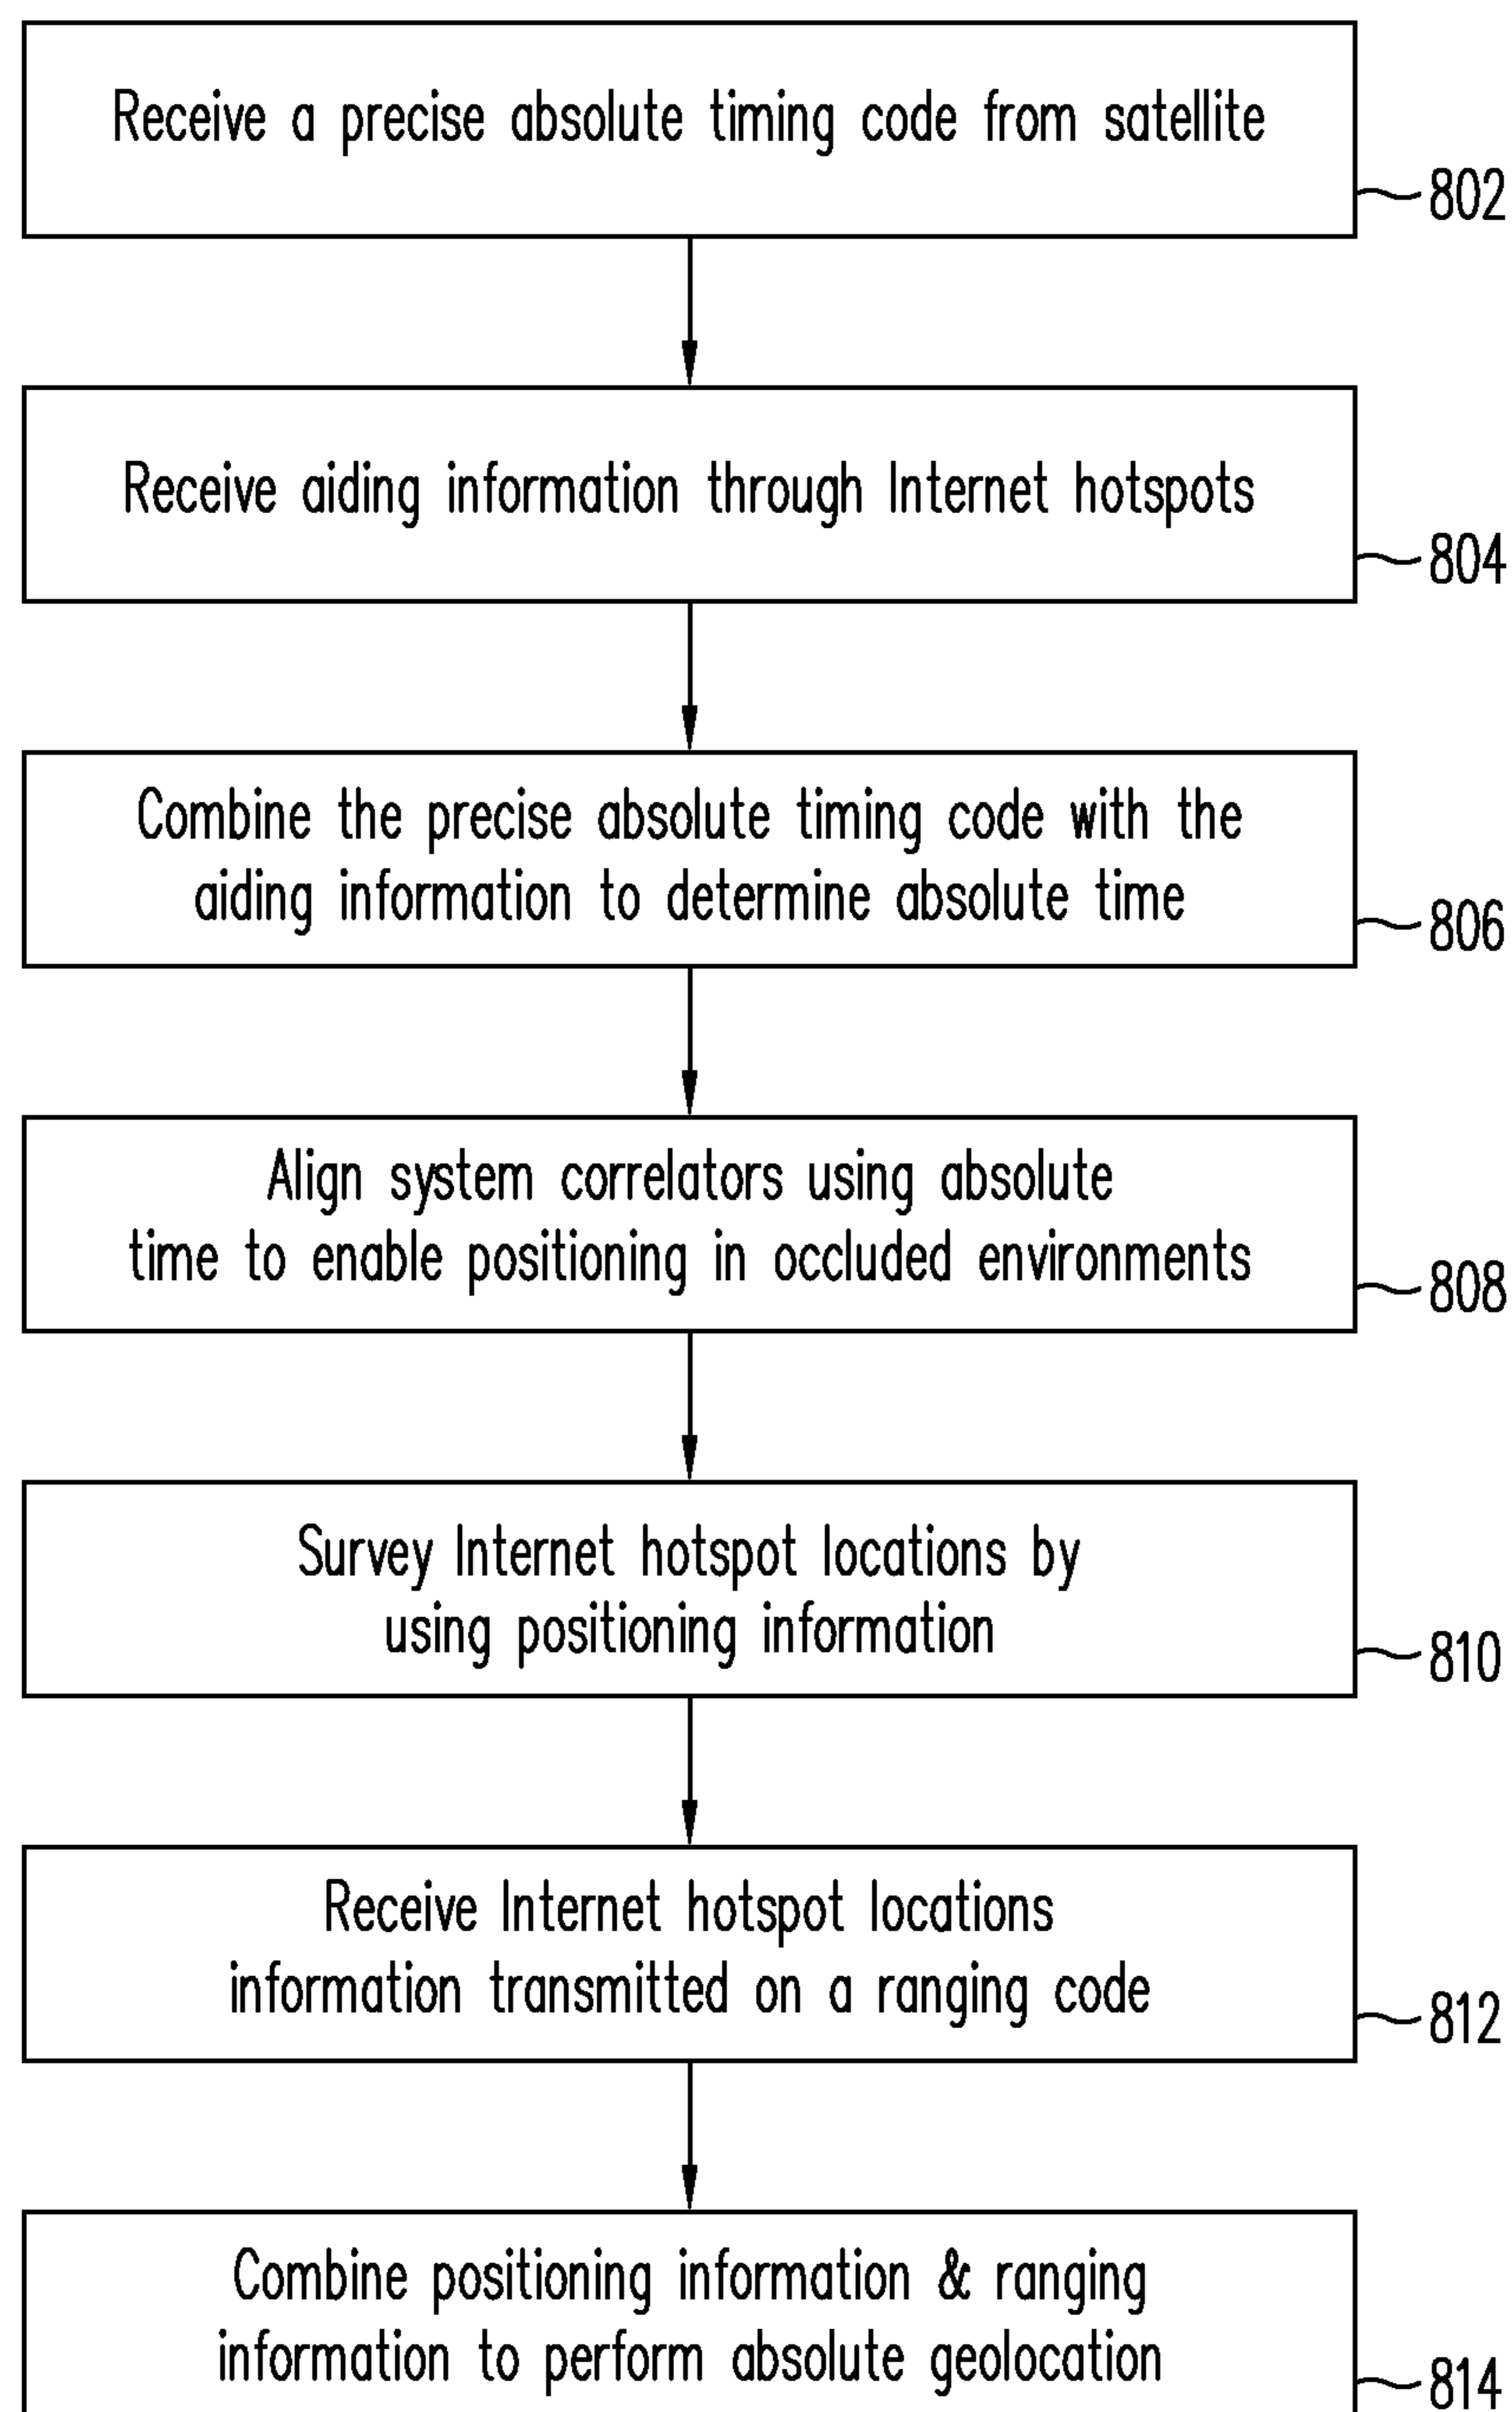 Receive a precise absolute timing code from satellite
802
Receive aiding information through Internet hotspots
804
Combine the precise absolute timing code with the
aiding information to determine absolute time
806
Align system correlators using absolute
time to enable positioning in occluded environments
808
Survey Internet hotspot locations by
using positioning information
810
Receive Internet hotspot locations
information transmitted on a ranging code
812
Combine positioning information & ranging
information to perform absolute geolocation
814